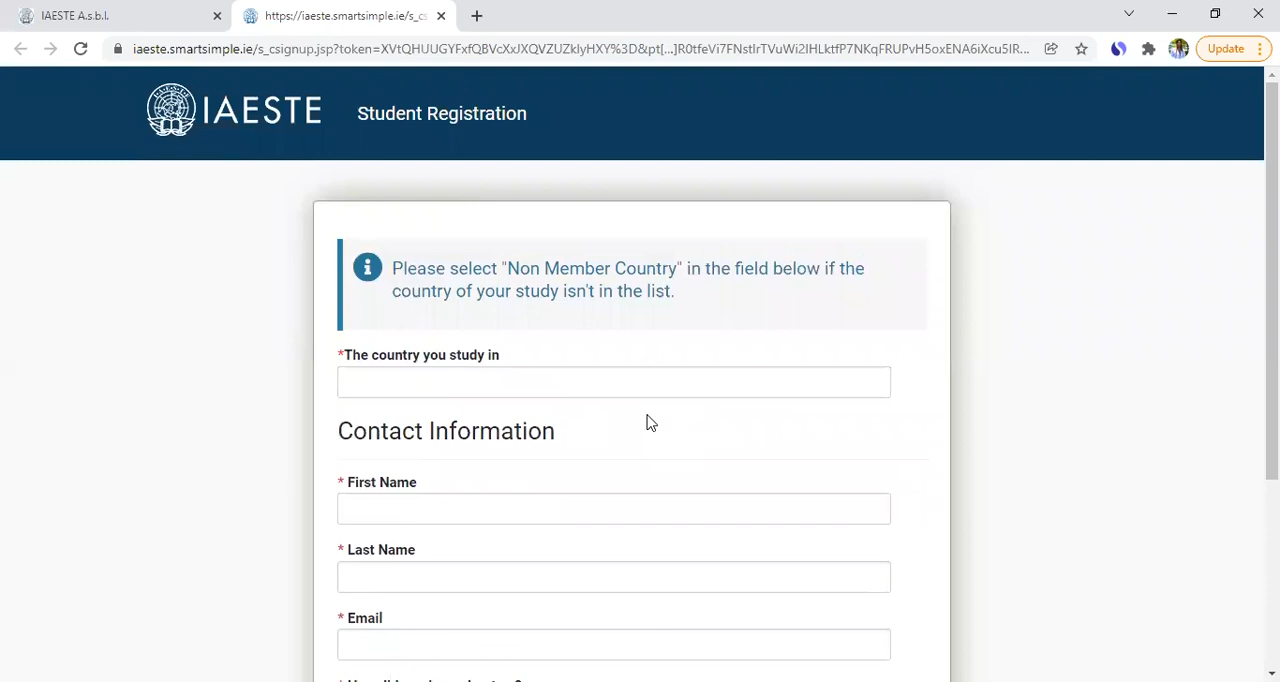 IAESTE A.s.b.l.
https://iaeste.smartsimple.ie/s_cs
iaeste.smartsimple.ie/s_csignup.jsp?token=XVtQHUUGYFxfQBVcXxJXQVZUZklyHXY%3D&pt[...]R0tfeVi7FNstIrTVuWi2IHLktfP7NKqFRUPvH5oxENA6iXcu5IR...
Update
IAESTE
Student Registration
Please select "Non Member Country" in the field below if the
country of your study isn't in the list.
*The country you study in
Contact Information
* First Name
* Last Name
* Email